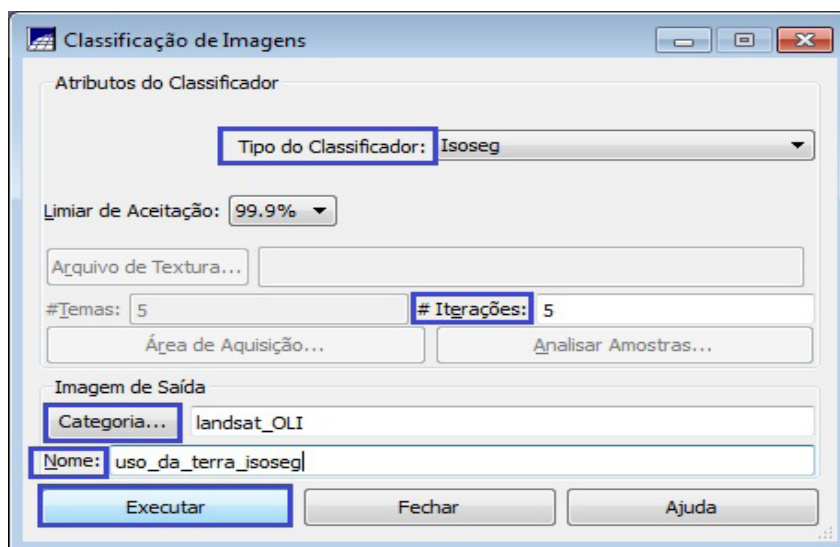 Classificação de Imagens
Atributos do Classificador
Tipo do Classificador: Isoseg
Limiar de Aceitação: 99.9%
Arquivo de Textura...
#Temas: 5 # Iterações: 5
Área de Aquisição... Analisar Amostras...
Imagem de Saída
Categoria... landsat_OLI
Nome: uso_da_terra_isoseg
Executar Fechar Ajuda